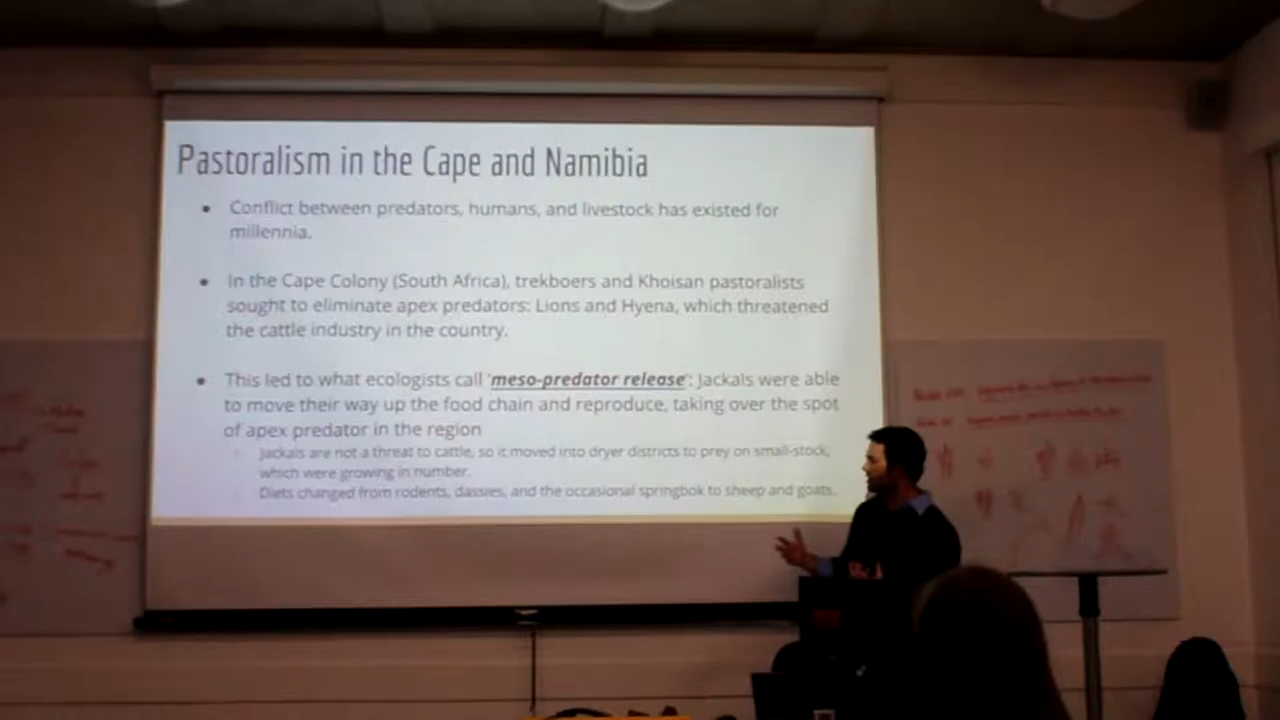 Pastoralism in the Cape and Namibia
Conflict between predators, humans, and livestock has existed for
millennia.
In the Cape Colony (South Africa), trekboers and Khoisan pastoralists
sought to eliminate apex predators: Lions and Hyena, which threatened
the cattle industry in the country.
This led to what ecologists call 'meso-predator release': Jackals were able
to move their way up the food chain and reproduce, taking over the spot
of apex predator in the region
Jackals are not a threat to cattle, so it moved into dryer districts to prey on small-stock,
which were growing in number.
Diets changed from rodents, dassies, and the occasional springbok to sheep and goats.